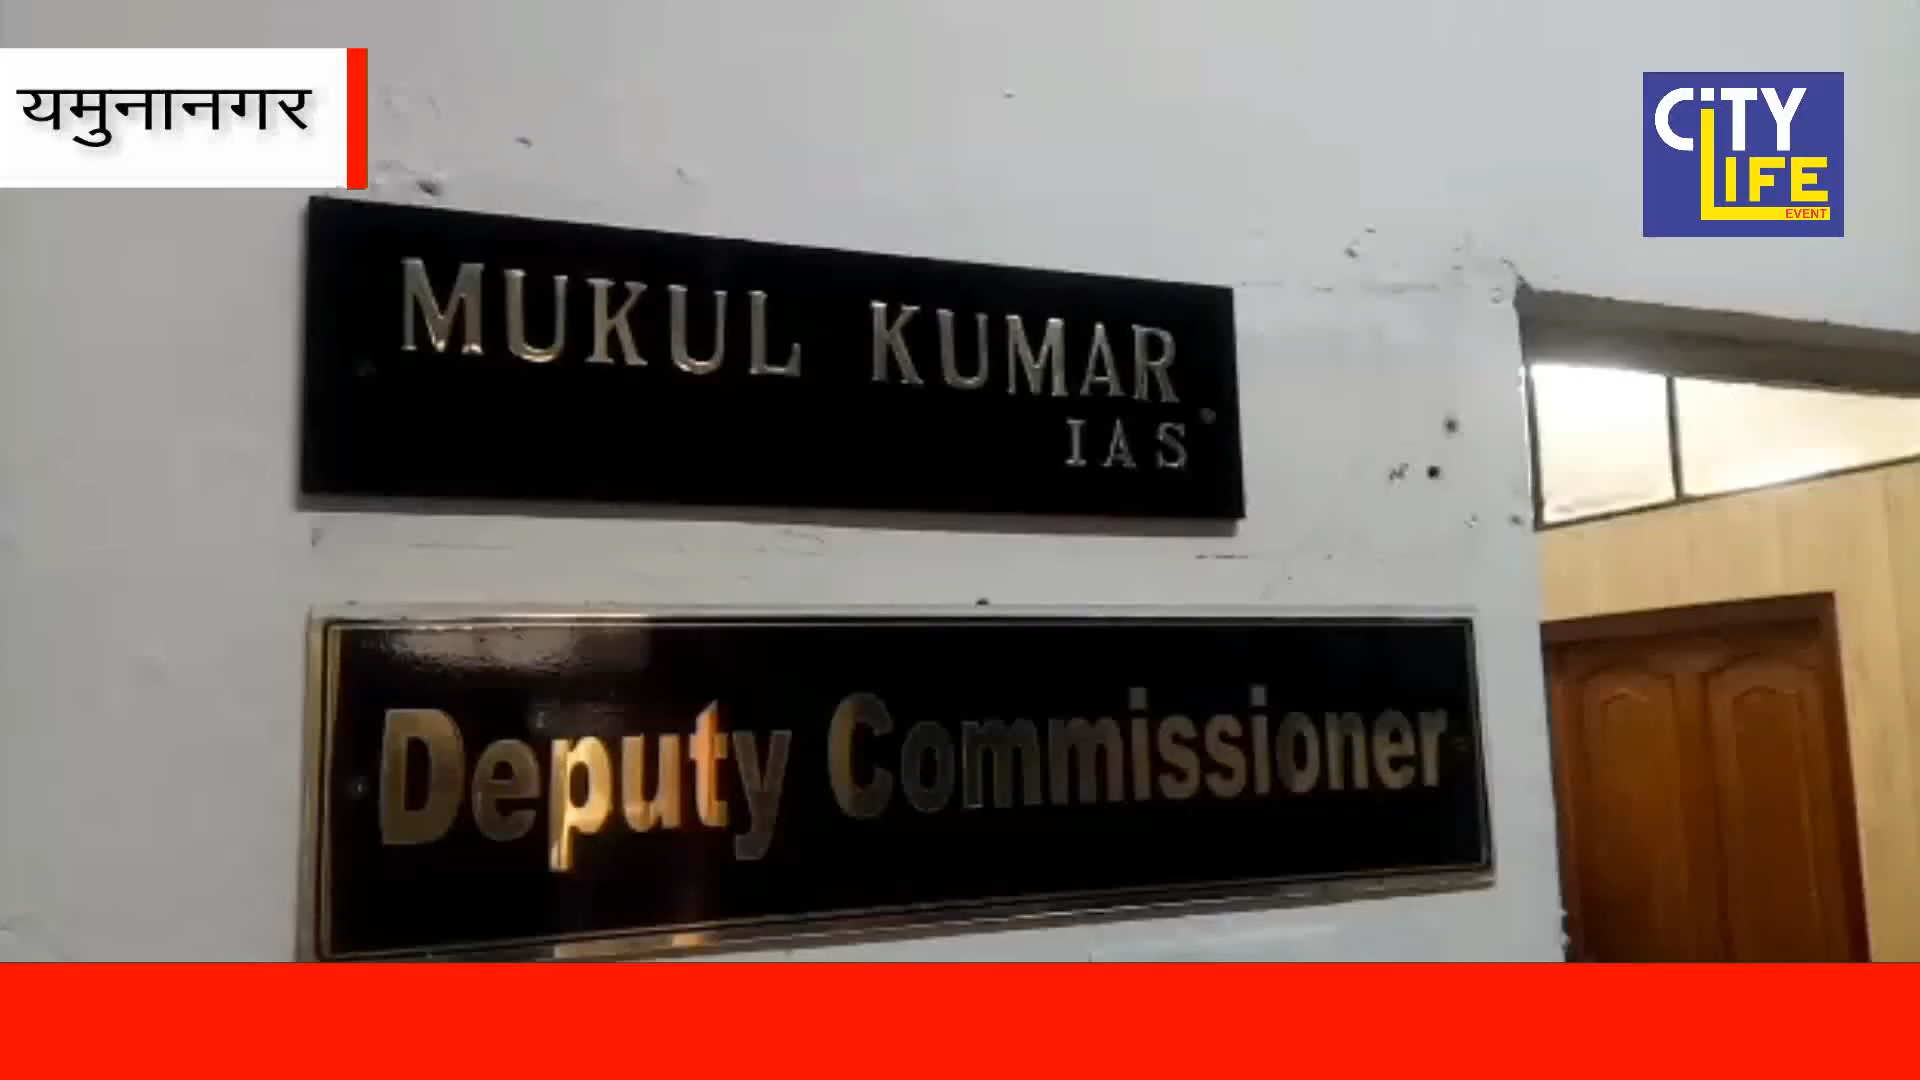 यमुनानगर
CiTY
LIFE
EVENT
MUKUL KUMAR
IAS
Deputy Commissioner